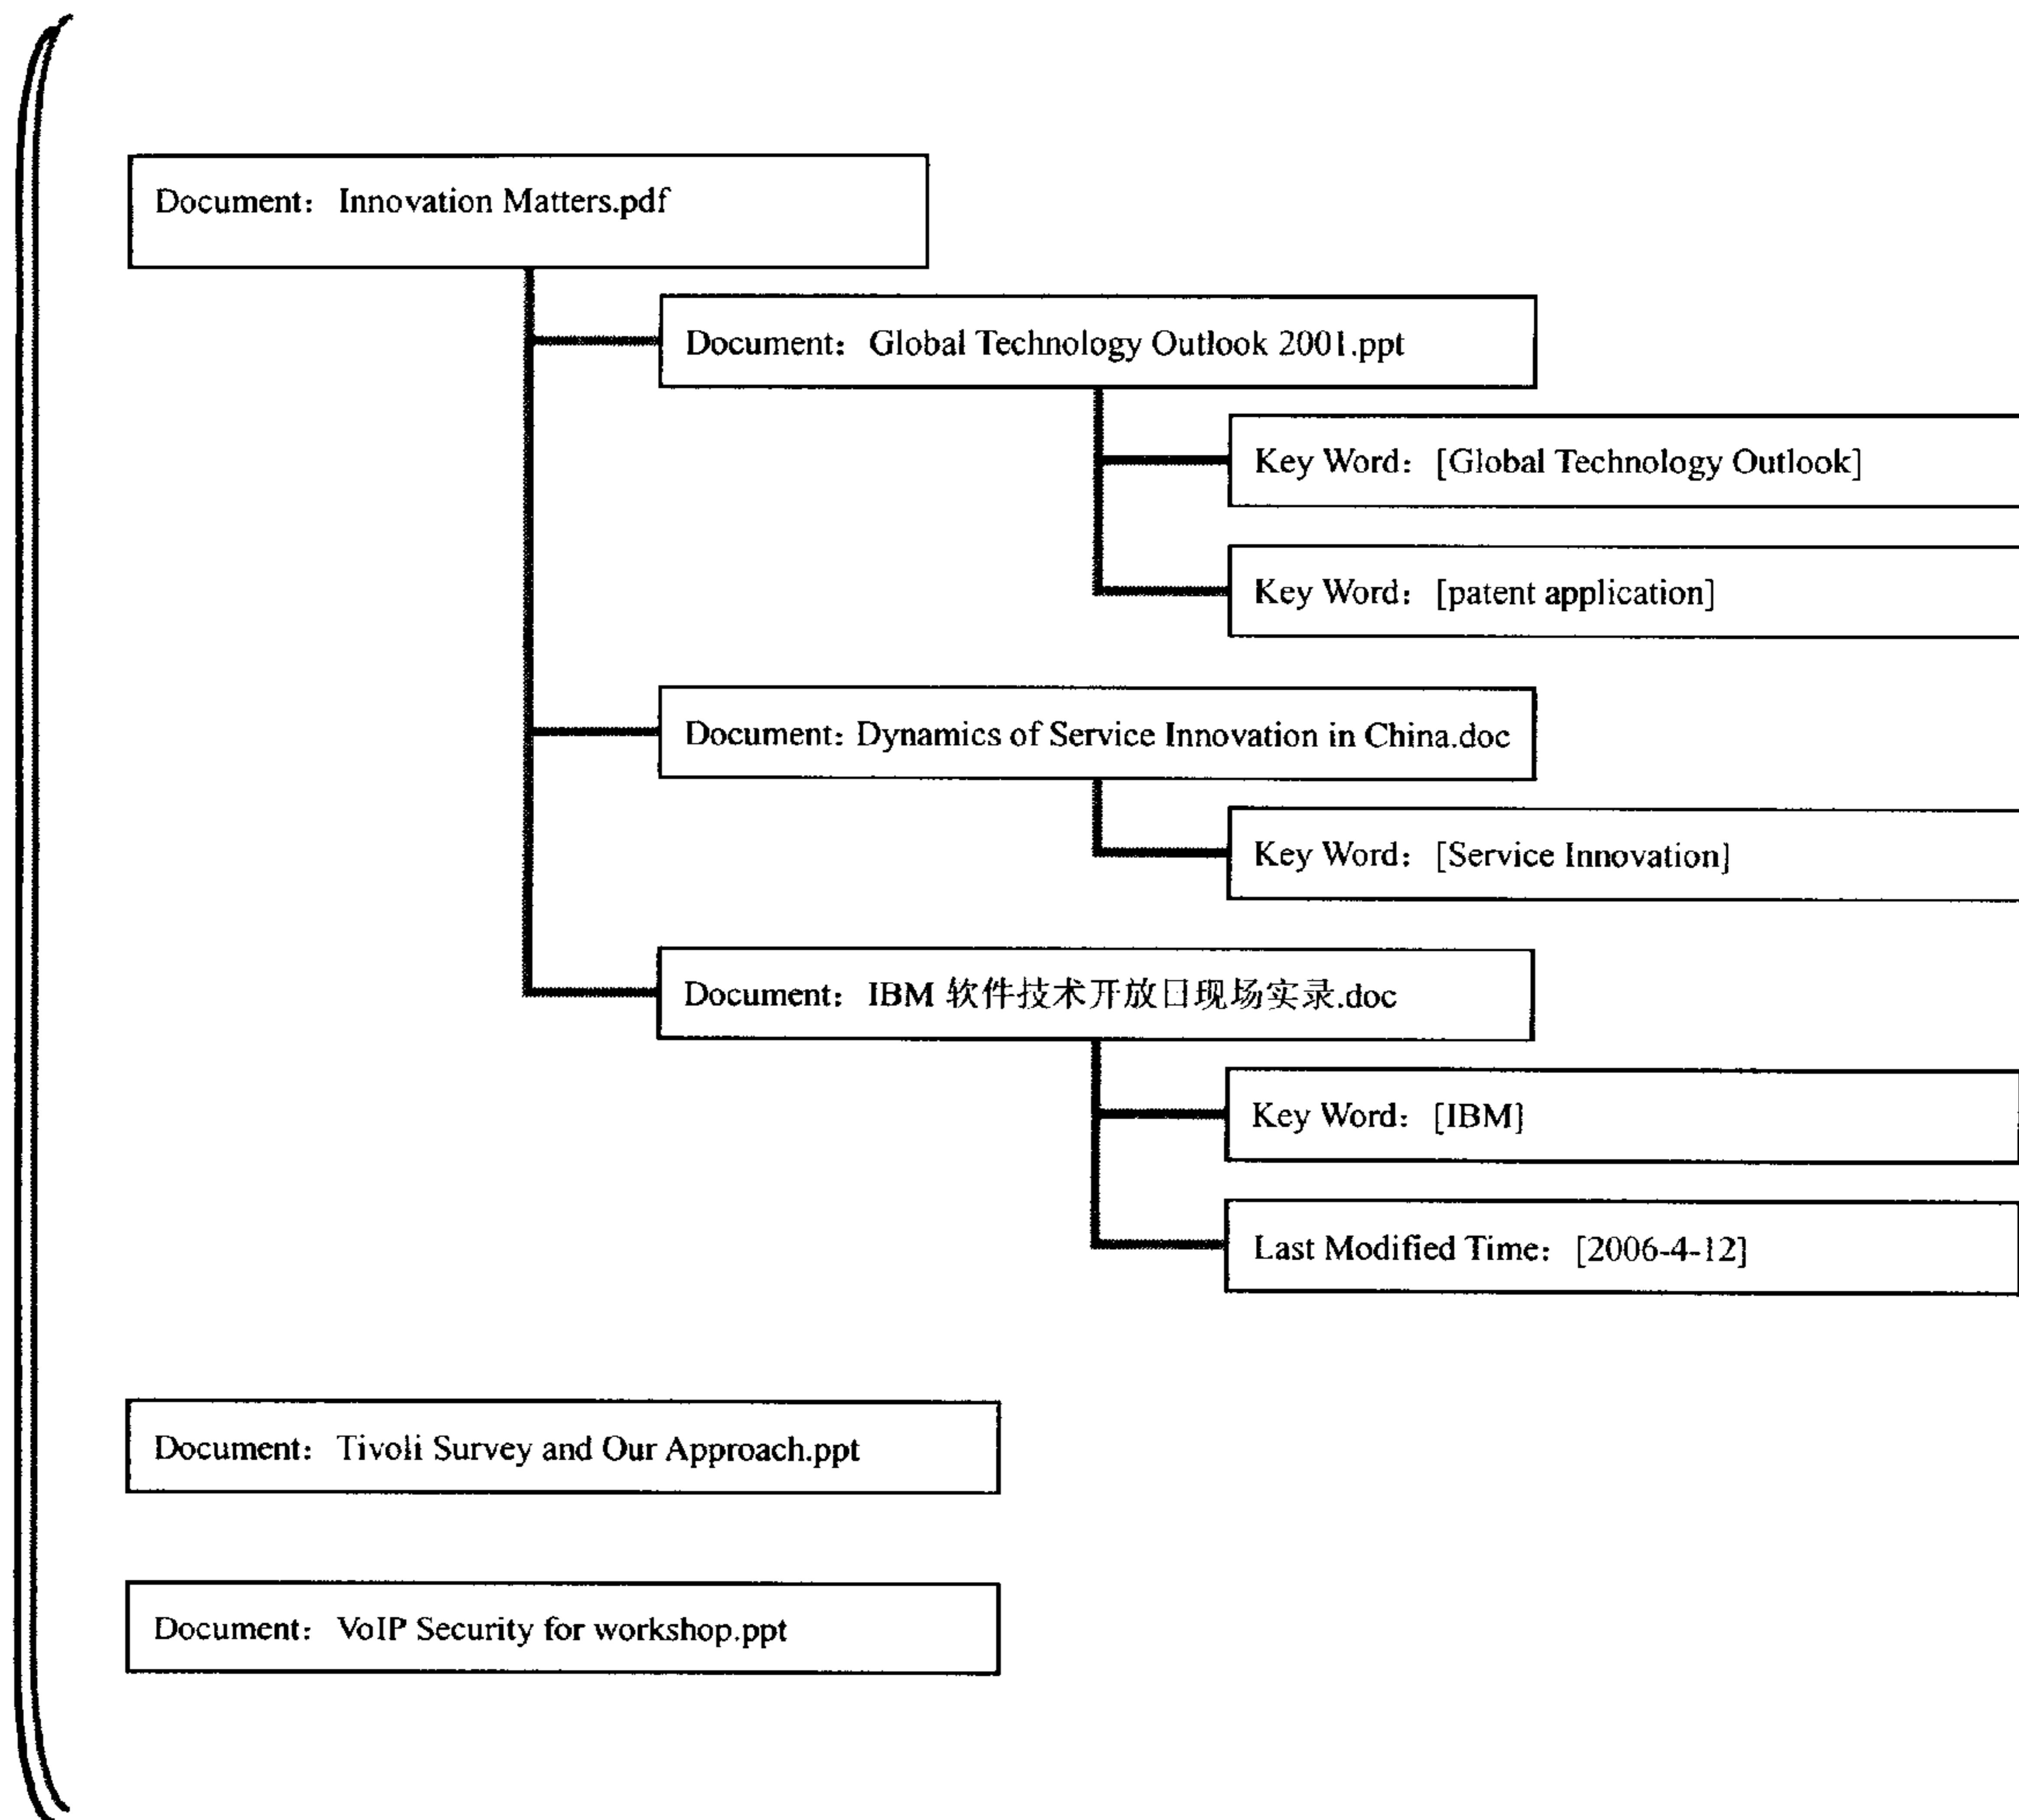 Document： Innovation Matters.pdf
Document： Global Technology Outlook 2001.ppt
Key Word： [Global Technology Outlook]
Key Word： [patent application]
Document：Dynamics of Service Innovation in China.doc
Key Word： [Service Innovation]
Document： IBM 软件技术开放日现场实录.doc
Key Word： [IBM]
Last Modified Time： [2006-4-12]
Document： Tivoli Survey and Our Approach.ppt
Document： VoIP Security for workshop.ppt